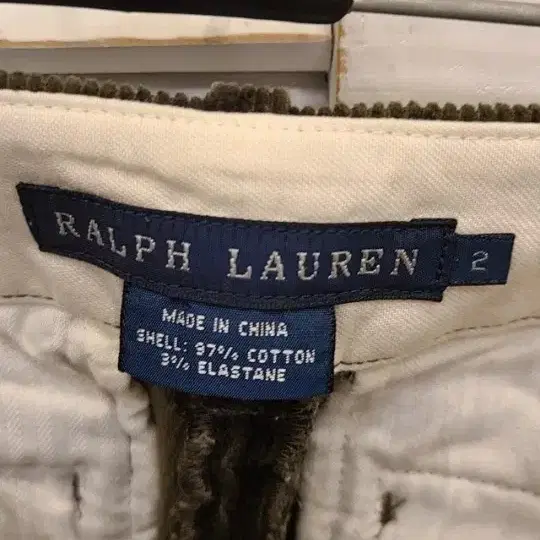 RALPH LAUREN
2
MADE IN CHINA
SHELL: 97% COTTON
3% ELASTANE